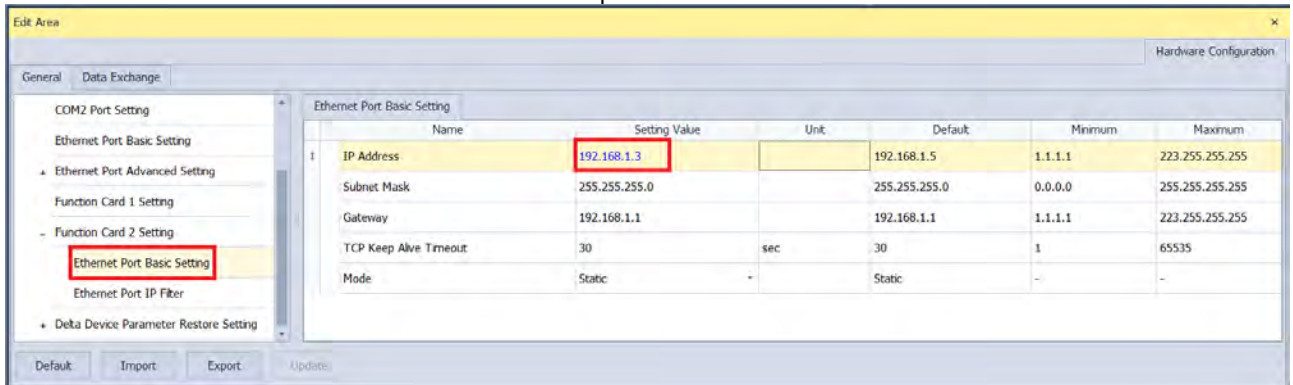 Edit Area ×
Hardware Configuration
General Data Exchange
COM2 Port Setting
Ethernet Port Basic Setting
+ Ethernet Port Advanced Setting
Function Card 1 Setting
- Function Card 2 Setting
Ethernet Port Basic Setting
Ethernet Port IP Filter
+ Delta Device Parameter Restore Setting
Ethernet Port Basic Setting
Name Setting Value Unit Default Minimum Maximum
IP Address 192.168.1.3 192.168.1.5 1.1.1.1 223.255.255.255
Subnet Mask 255.255.255.0 255.255.255.0 0.0.0.0 255.255.255.255
Gateway 192.168.1.1 192.168.1.1 1.1.1.1 223.255.255.255
TCP Keep Alive Timeout 30 sec 30 1 65535
Mode Static Static - -
Default Import Export Update